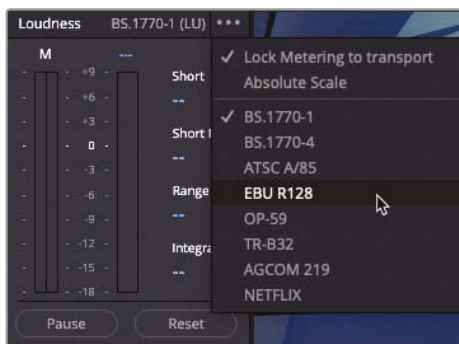 Loudness BS.1770-1 (LU) •••
M ---
+9
+6
+3
0
-3
-6
-9
-12
-15
-18
Short
--
Short
--
Range
--
Integra
--
Pause Reset
✓ Lock Metering to transport
Absolute Scale
✓ BS.1770-1
BS.1770-4
ATSC A/85
EBU R128
OP-59
TR-B32
AGCOM 219
NETFLIX